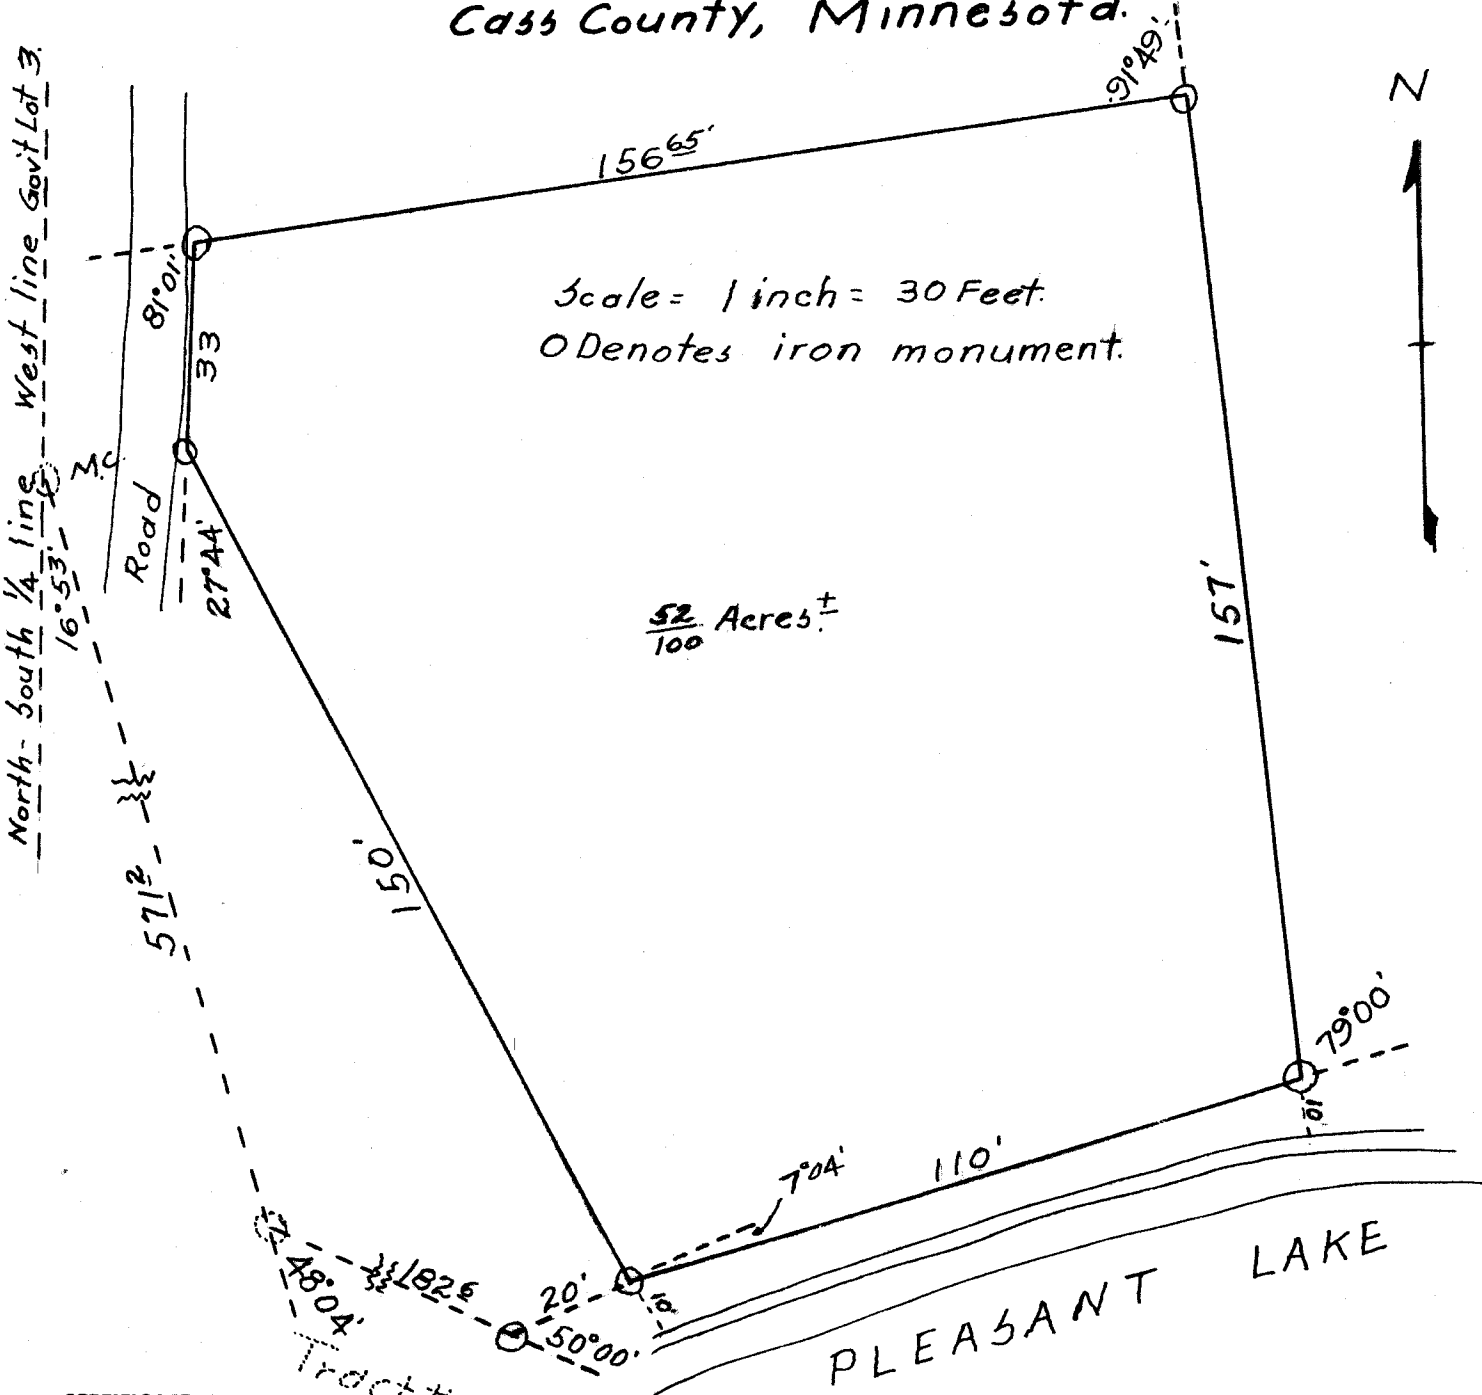 Cass County, Minnesota.
91°49'
N
156 65'
North-South 1/4 line West line Gov't Lot 3.
81°01'
33
Scale = 1 inch = 30 Feet.
O Denotes iron monument.
M.C.
16°53'
Road
27°44'
52/100 Acres ±
157'
150'
571 2
79°00'
10'
7°04'
110'
48°04'
182 6
20'
10'
50°00'
PLEASANT LAKE
Tract